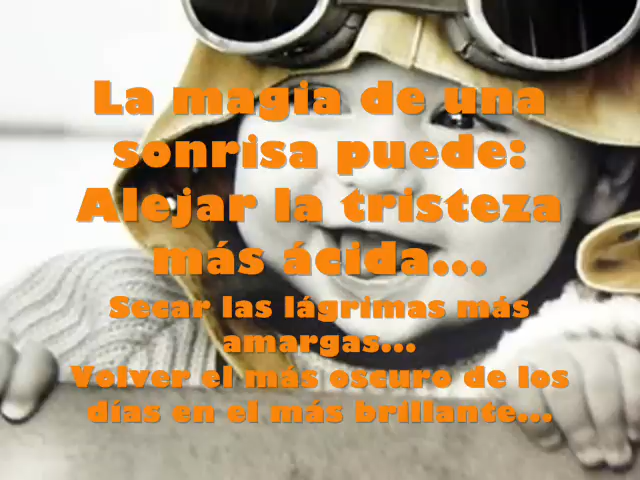 La magia de una
sonrisa puede:
Alejar la tristeza
más ácida...
Secar las lágrimas más
amargas...
Volver el más oscuro de los
días en el más brillante...